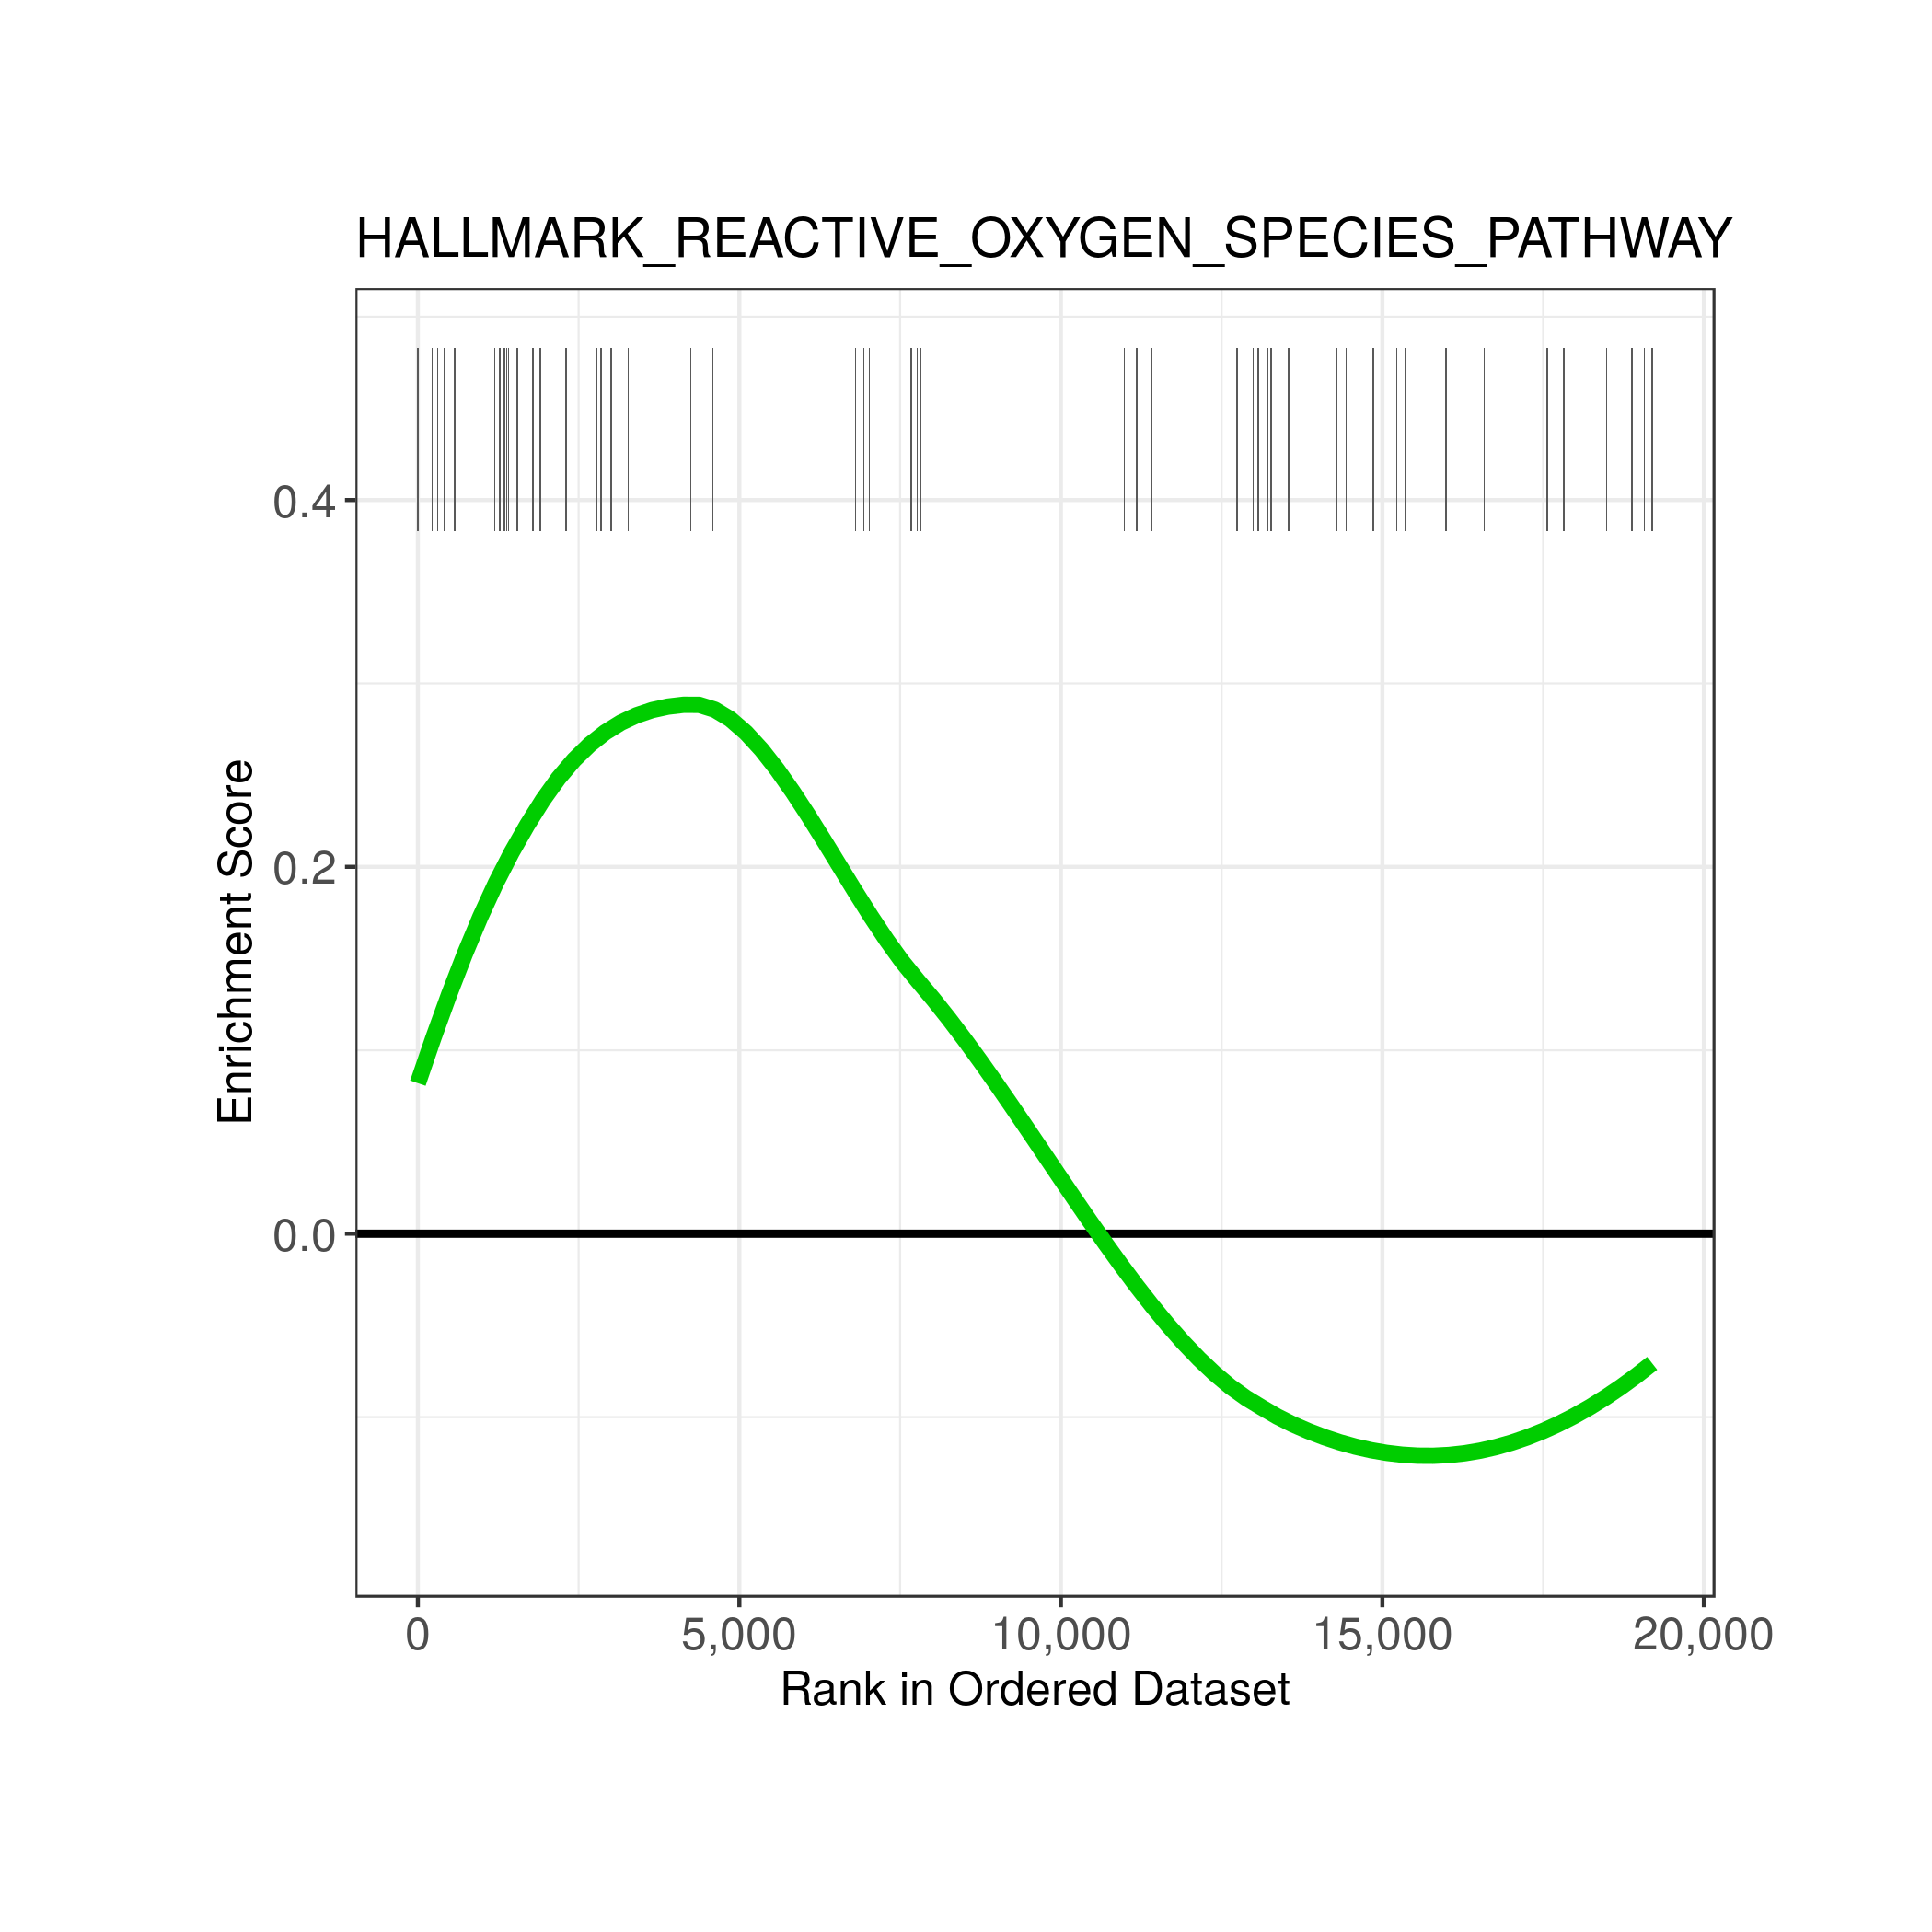 HALLMARK_REACTIVE_OXYGEN_SPECIES_PATHWAY
0.4
0.2
0.0
Enrichment Score
0 5,000 10,000 15,000 20,000
Rank in Ordered Dataset